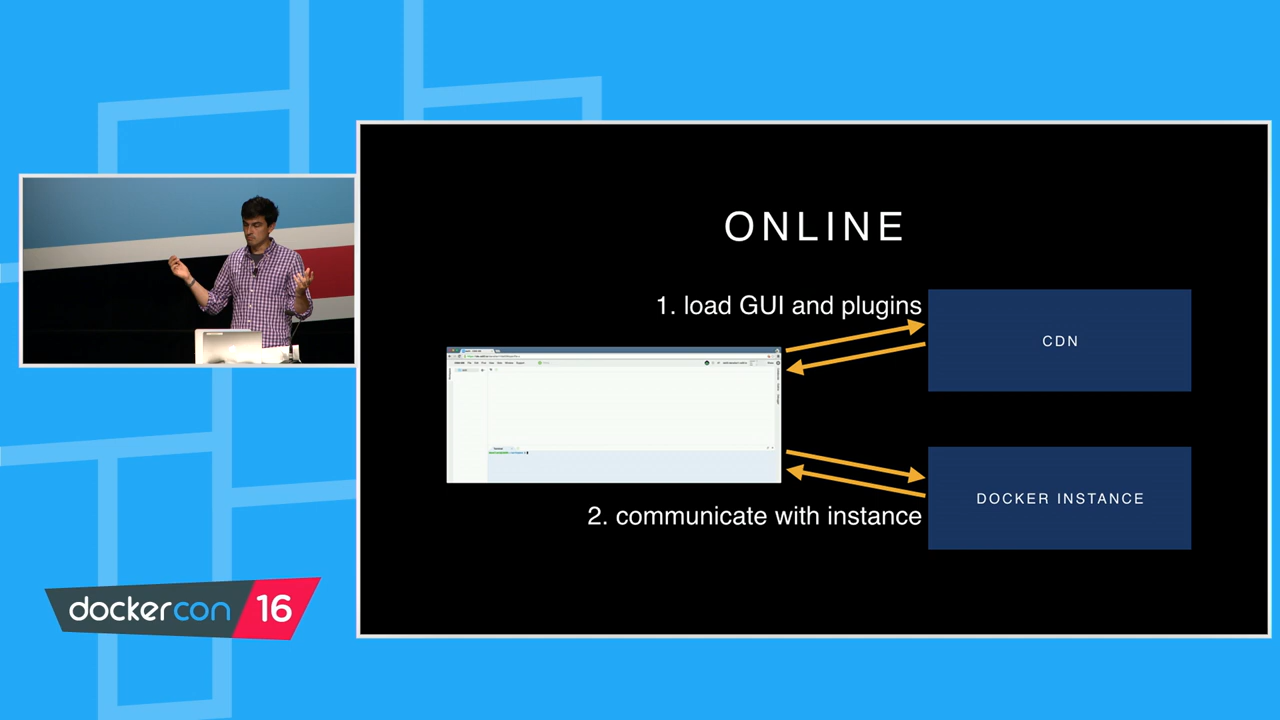 ONLINE
1. load GUI and plugins
CDN
DOCKER INSTANCE
2. communicate with instance
dockercon 16